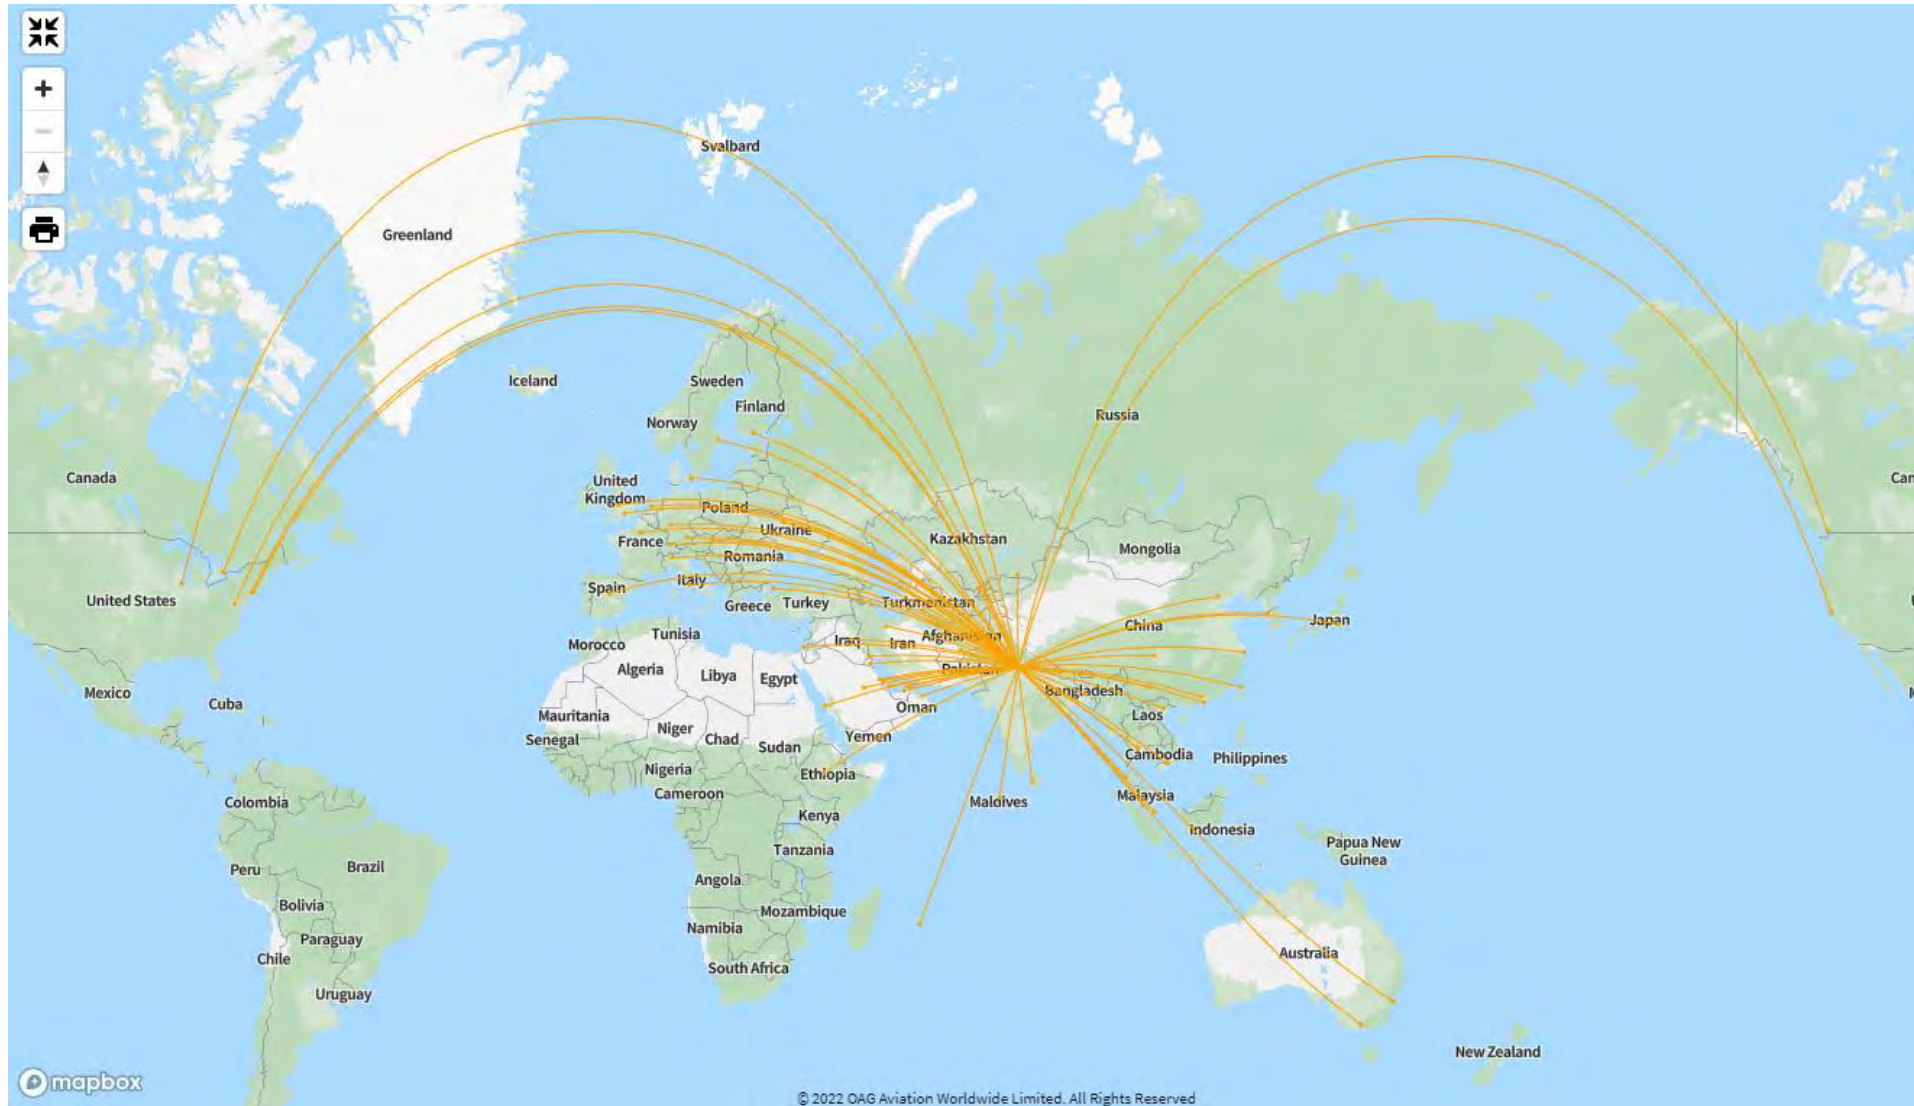 Svalbard
Greenland
Iceland
Sweden
Finland
Norway
Russia
Canada
United
Kingdom
Poland
Ukraine
France
Kazakhstan
Mongolia
Romania
Can
Spain
Italy
United States
Greece
Turkey
Turkmenistan
China
Japan
Tunisia
Morocco
Iraq
Iran
Afghanistan
Algeria
Libya
Egypt
Pakistan
Mexico
Bangladesh
Cuba
Oman
Mauritania
Laos
Niger
Chad
Sudan
Yemen
Senegal
Cambodia
Philippines
Nigeria
Ethiopia
Cameroon
Colombia
Maldives
Malaysia
Kenya
Indonesia
Papua New
Guinea
Tanzania
Peru
Brazil
Angola
Bolivia
Mozambique
Namibia
Paraguay
Chile
Australia
South Africa
Uruguay
New Zealand
mapbox
© 2022 OAG Aviation Worldwide Limited. All Rights Reserved